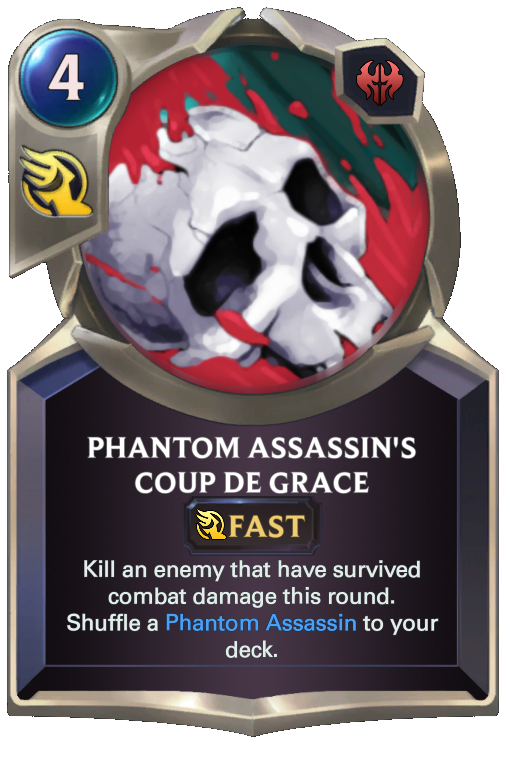 4
PHANTOM ASSASSIN'S
COUP DE GRACE
FAST
Kill an enemy that have survived
combat damage this round.
Shuffle a Phantom Assassin to your
deck.